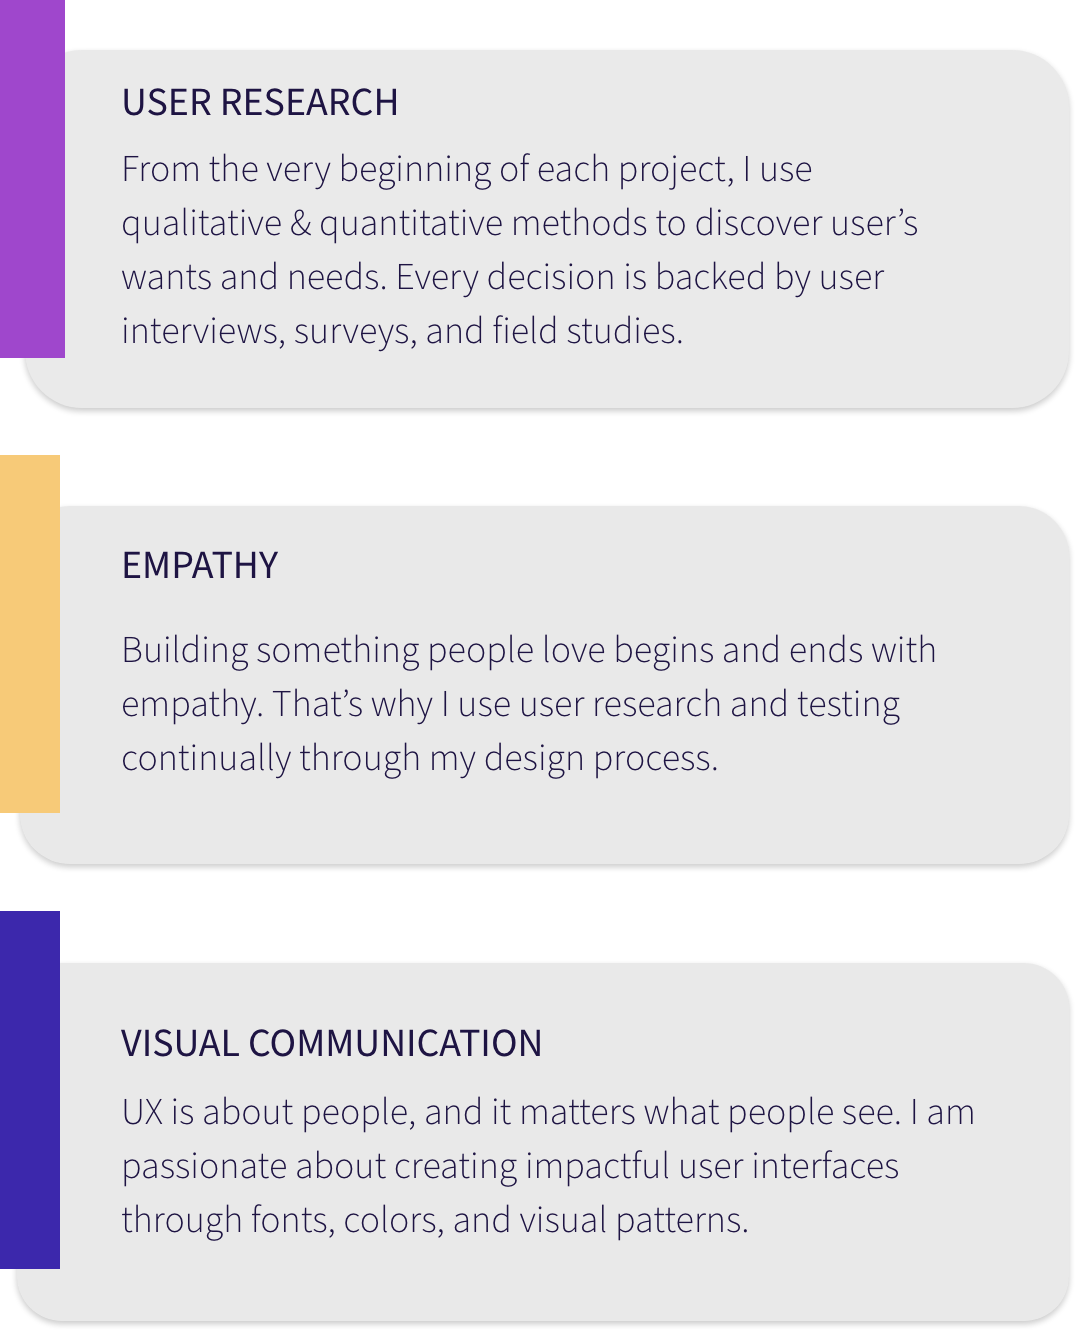 USER RESEARCH
From the very beginning of each project, I use
qualitative & quantitative methods to discover user’s
wants and needs. Every decision is backed by user
interviews, surveys, and field studies.
EMPATHY
Building something people love begins and ends with
empathy. That’s why I use user research and testing
continually through my design process.
VISUAL COMMUNICATION
UX is about people, and it matters what people see. I am
passionate about creating impactful user interfaces
through fonts, colors, and visual patterns.